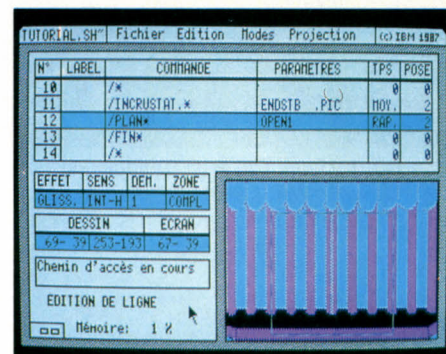 TUTORIAL.SH" Fichier Edition Modes Projection (c) IBM 1987
N° LABEL COMMANDE PARAMETRES TPS POSE
10 /* 0 0
11 /INCRUSTAT.* ENDSTB .PIC MOY. 2
12 /PLAN* OPEN1 RAP. 2
13 /FIN* 0 0
14 /* 0 0
EFFET SENS DEM. ZONE
GLISS. INT-H 1 COMPL
DESSIN ECRAN
69- 39 253-193 67- 39
Chemin d'accès en cours
EDITION DE LIGNE
Mémoire: 1 %